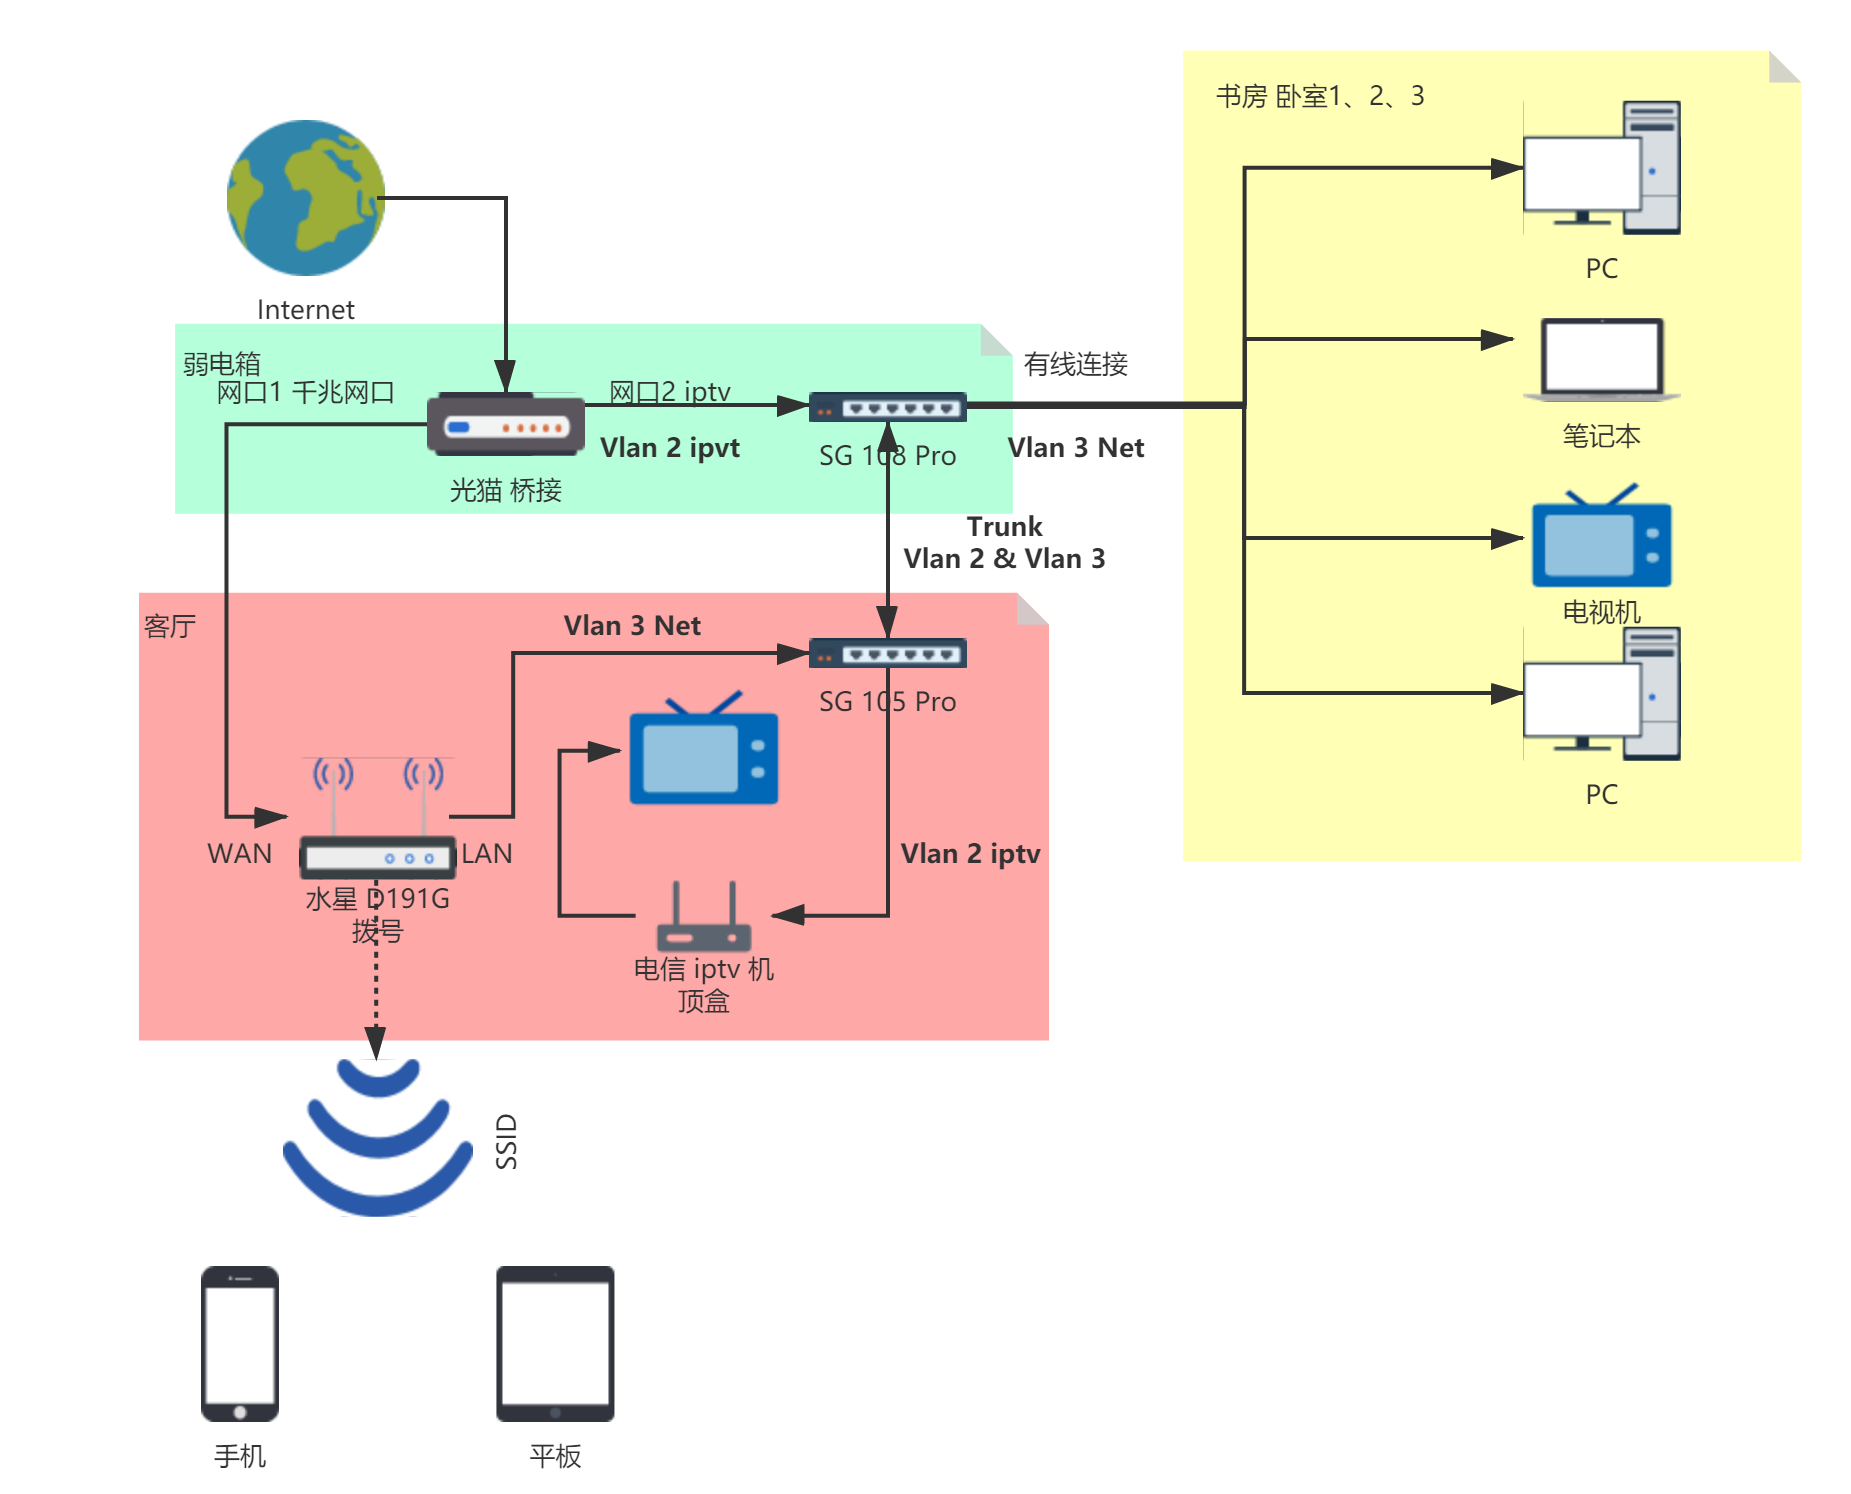 书房 卧室1、2、3
PC
Internet
弱电箱
网口1 千兆网口
网口2 iptv
有线连接
笔记本
Vlan 2 ipvt
SG 108 Pro
Vlan 3 Net
光猫 桥接
Trunk
Vlan 2 & Vlan 3
电视机
客厅
Vlan 3 Net
SG 105 Pro
PC
WAN
LAN
Vlan 2 iptv
水星 D191G
拨号
电信 iptv 机
顶盒
SSID
手机
平板